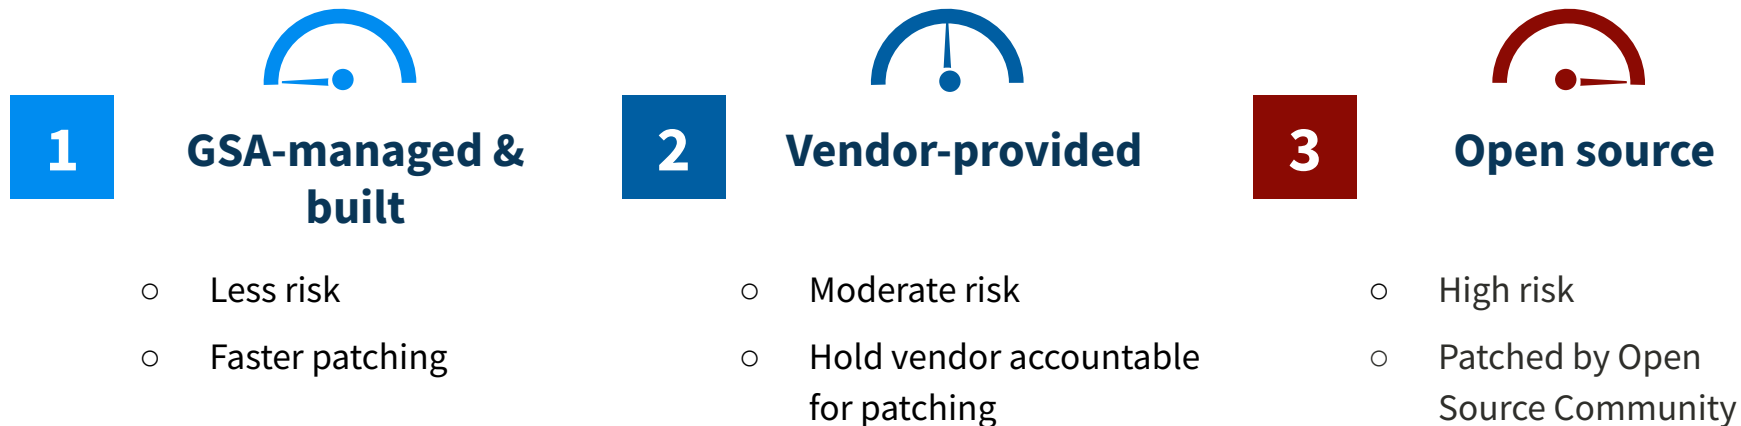 1
GSA-managed &
built
○ Less risk
○ Faster patching
2
Vendor-provided
○ Moderate risk
○ Hold vendor accountable
for patching
3
Open source
○ High risk
○ Patched by Open
Source Community